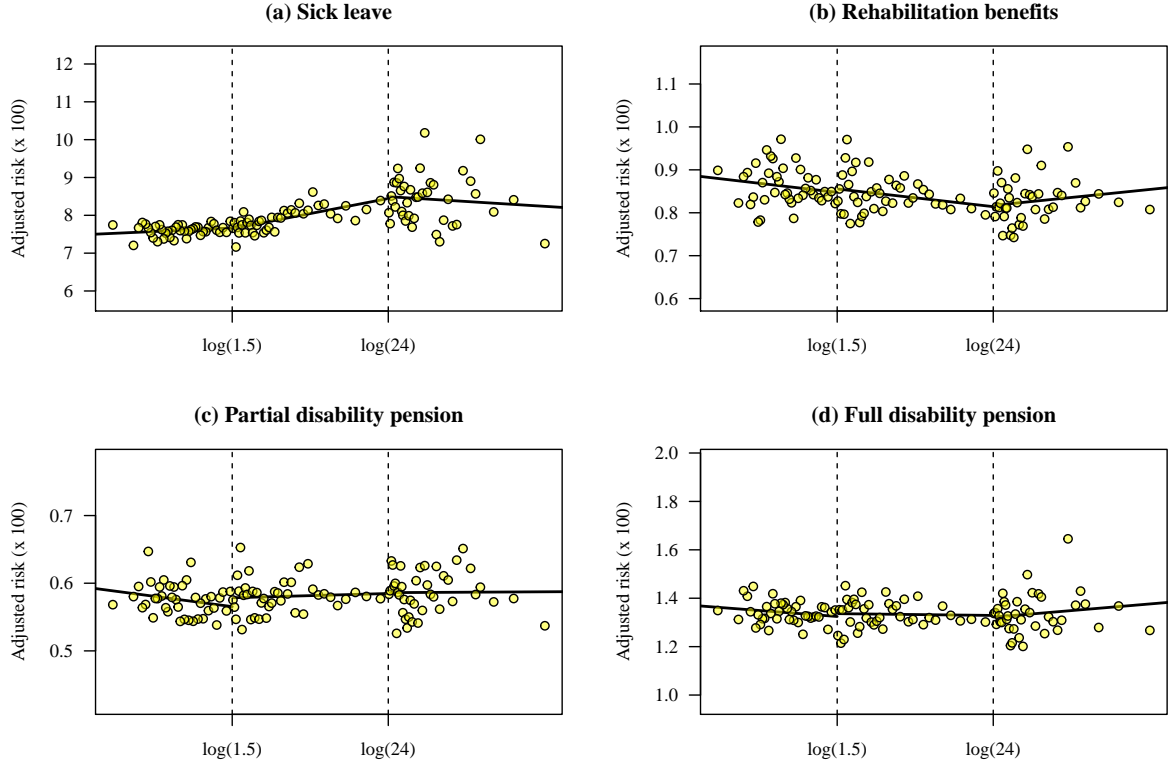 (a) Sick leave
Adjusted risk (x 100)
12
11
10
9
8
7
6
log(1.5)
log(24)
(b) Rehabilitation benefits
Adjusted risk (x 100)
1.1
1.0
0.9
0.8
0.7
0.6
log(1.5)
log(24)
(c) Partial disability pension
Adjusted risk (x 100)
0.7
0.6
0.5
log(1.5)
log(24)
(d) Full disability pension
Adjusted risk (x 100)
2.0
1.8
1.6
1.4
1.2
1.0
log(1.5)
log(24)